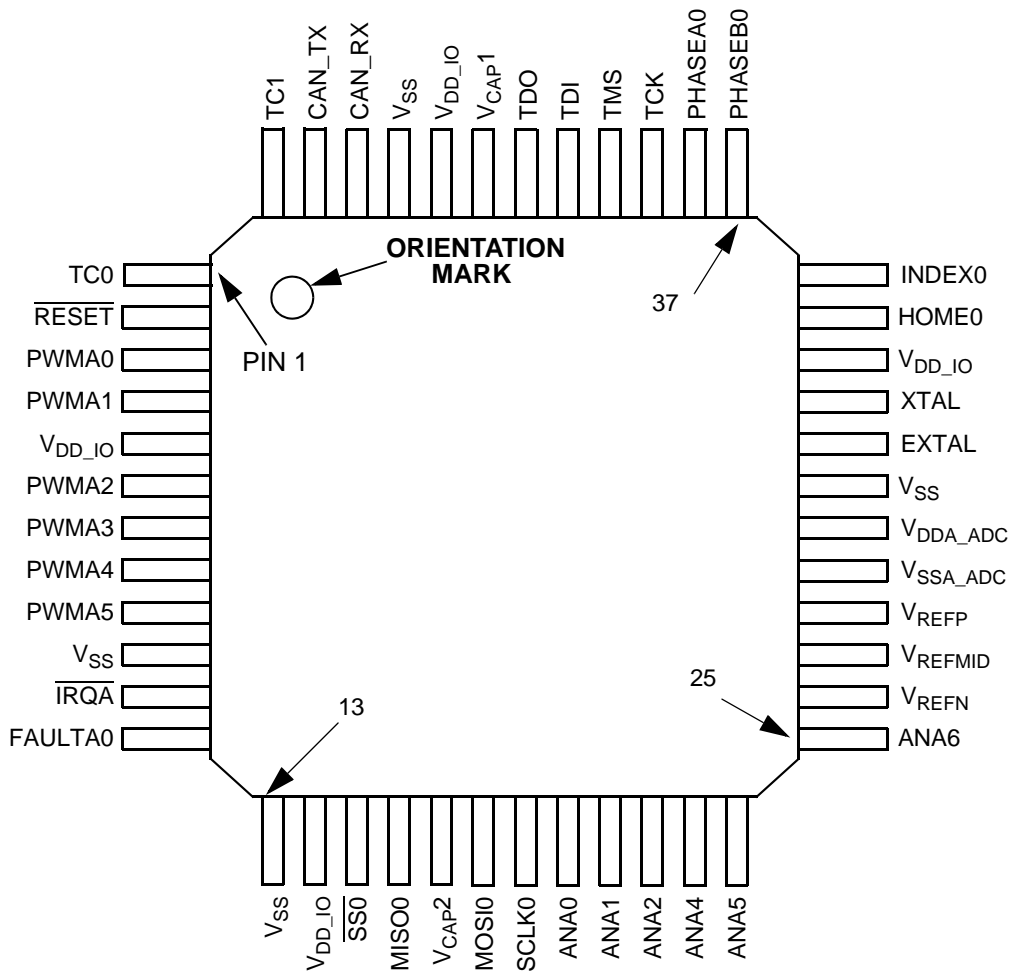 TC1
CAN_TX
CAN_RX
VSS
VDD_IO
VCAP1
TDO
TDI
TMS
TCK
PHASEA0
PHASEB0
ORIENTATION
MARK
37
PIN 1
TC0
RESET
PWMA0
PWMA1
VDD_IO
PWMA2
PWMA3
PWMA4
PWMA5
VSS
IRQA
FAULTA0
INDEX0
HOME0
VDD_IO
XTAL
EXTAL
VSS
VDDA_ADC
VSSA_ADC
VREFP
VREFMID
VREFN
ANA6
25
13
VSS
VDD_IO
SS0
MISO0
VCAP2
MOSI0
SCLK0
ANA0
ANA1
ANA2
ANA4
ANA5